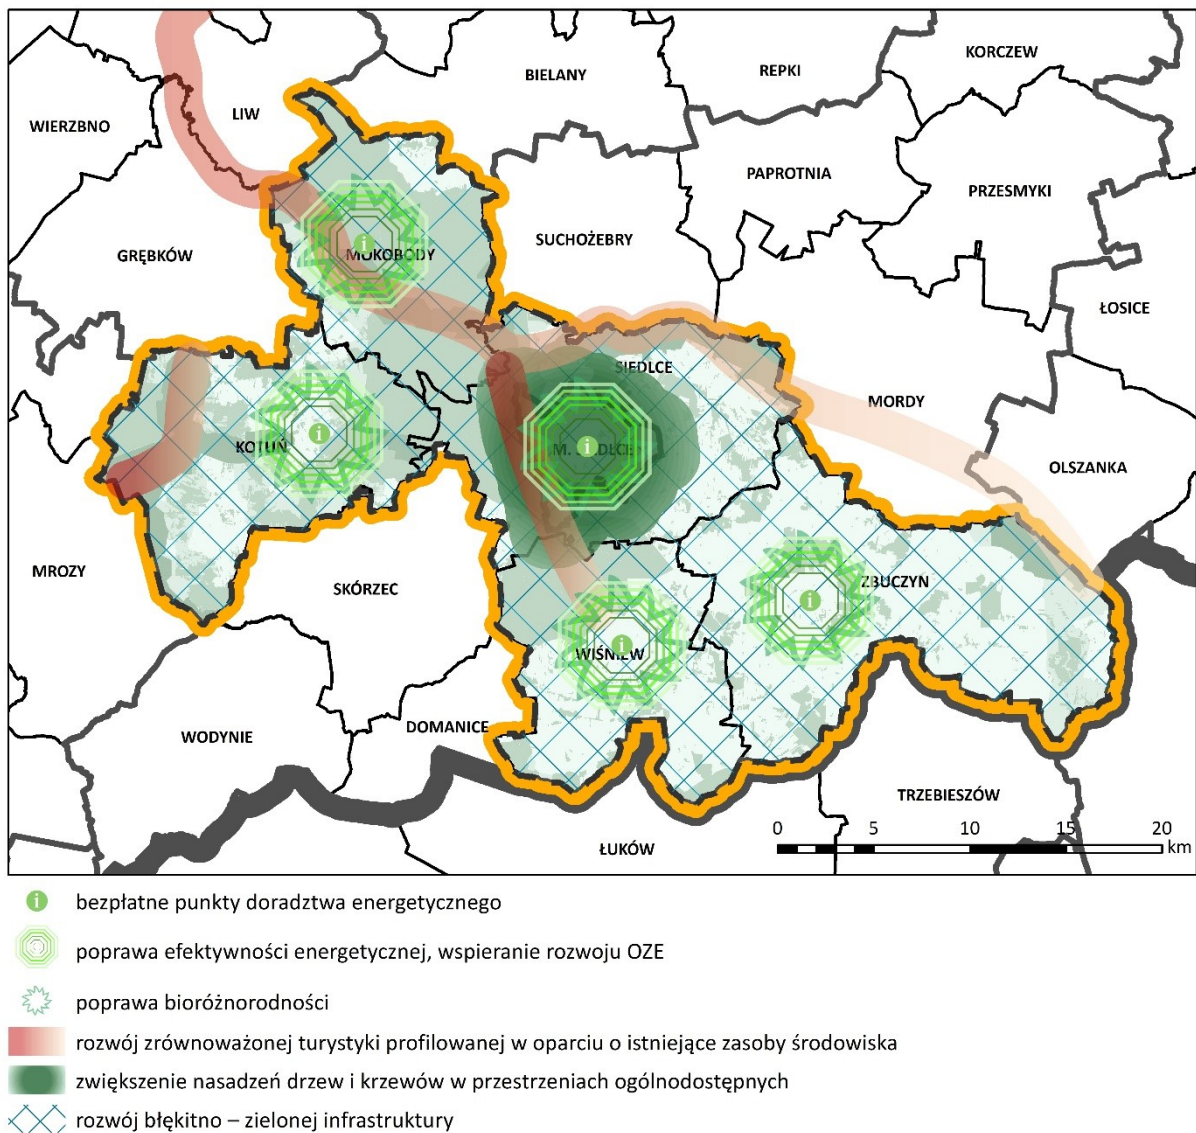 KORCZEW
BIELANY
REPKI
LIW
WIERZBNO
PAPROTNIA
PRZESMYKI
SUCHOŻEBRY
GRĘBKÓW
MOKOBODY
ŁOSICE
SIEDLCE
MORDY
KOTUŃ
M. SIEDLCE
OLSZANKA
MROZY
SKÓRZEC
ZBUCZYN
WIŚNIEW
DOMANICE
WODYNIE
TRZEBIESZÓW
0 5 10 15 20
km
ŁUKÓW
i bezpłatne punkty doradztwa energetycznego
poprawa efektywności energetycznej, wspieranie rozwoju OZE
poprawa bioróżnorodności
rozwój zrównoważonej turystyki profilowanej w oparciu o istniejące zasoby środowiska
zwiększenie nasadzeń drzew i krzewów w przestrzeniach ogólnodostępnych
rozwój błękitno – zielonej infrastruktury